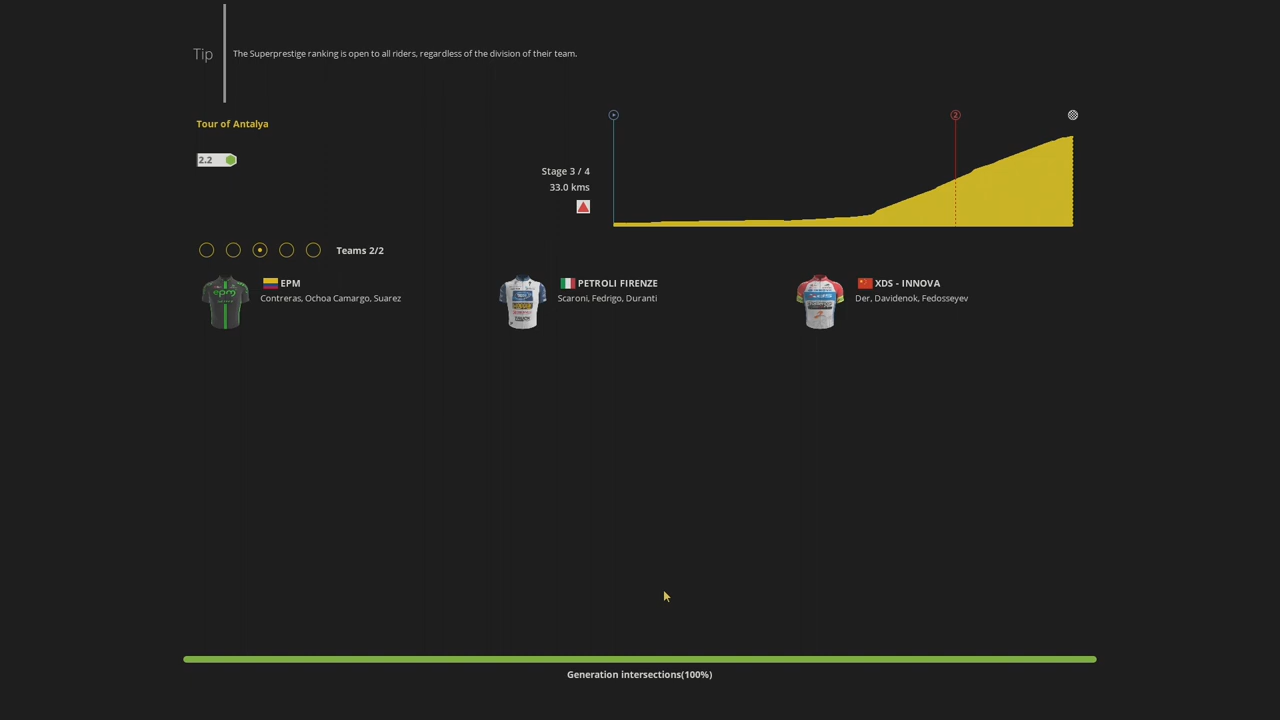 Tip
The Superprestige ranking is open to all riders, regardless of the division of their team.
Tour of Antalya
2.2
Stage 3 / 4
33.0 kms
2
Teams 2/2
EPM
Contreras, Ochoa Camargo, Suarez
PETROLI FIRENZE
Scaroni, Fedrigo, Duranti
XDS - INNOVA
Der, Davidenok, Fedosseyev
epm
Generation intersections(100%)